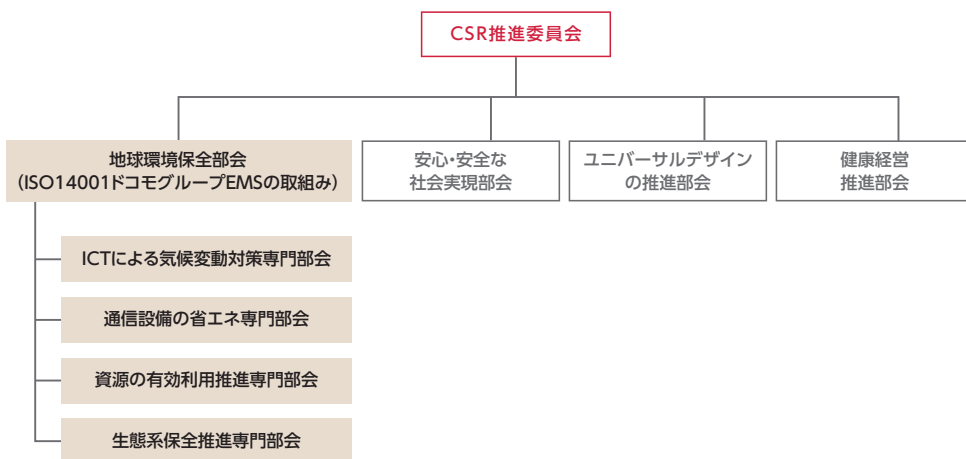 CSR推進委員会
地球環境保全部会
（ISO14001ドコモグループEMSの取組み）
安心・安全な
社会実現部会
ユニバーサルデザイン
の推進部会
健康経営
推進部会
ICTによる気候変動対策専門部会
通信設備の省エネ専門部会
資源の有効利用推進専門部会
生態系保全推進専門部会